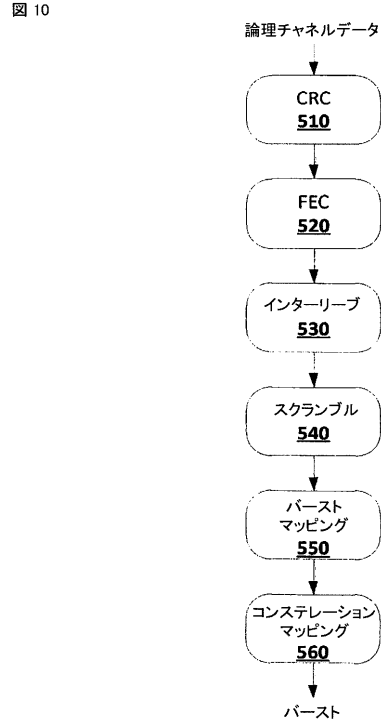 図 10
論理チャネルデータ
CRC
510
FEC
520
インターリーブ
530
スクランブル
540
バースト
マッピング
550
コンステレーション
マッピング
560
バースト